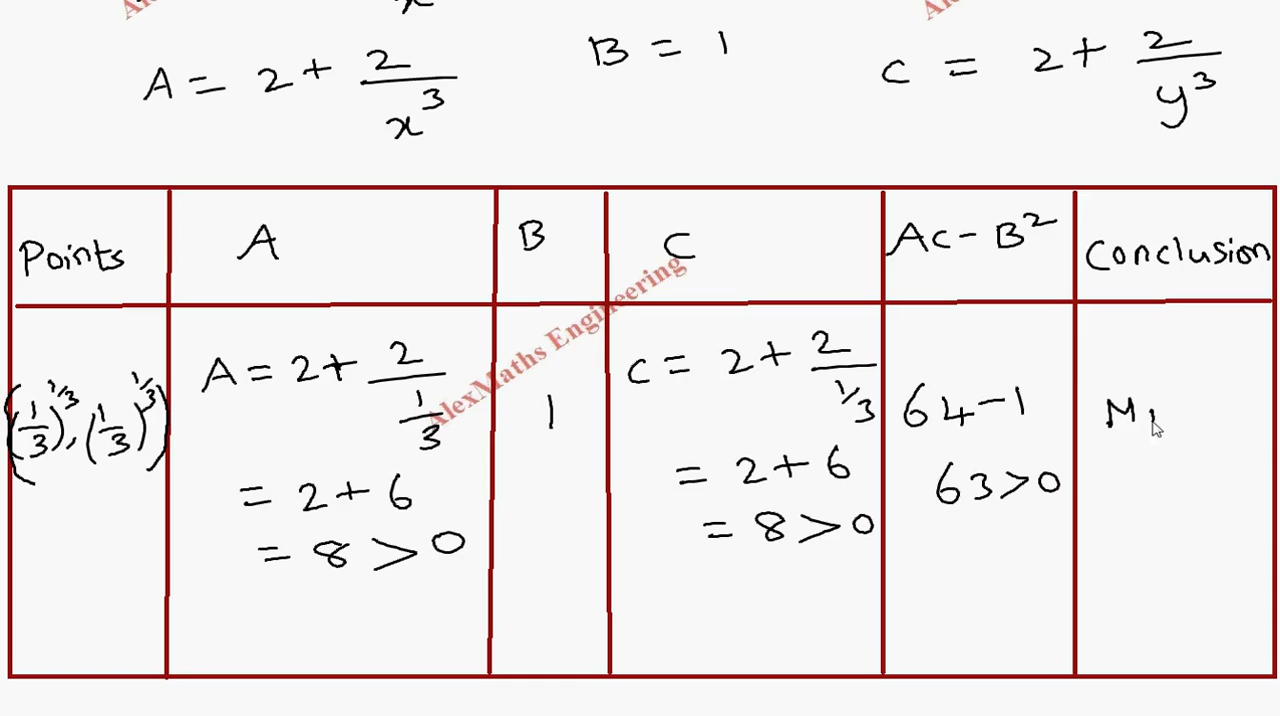 A = 2 + 2/x³ B = 1 C = 2 + 2/y³
Points A B C AC - B² Conclusion
((1/3)^1/3, (1/3)^1/3) A = 2 + 2/(1/3) 1 C = 2 + 2/(1/3) 64 - 1
= 2 + 6 = 2 + 6 63 > 0
= 8 > 0 = 8 > 0
AlexMaths Engineering